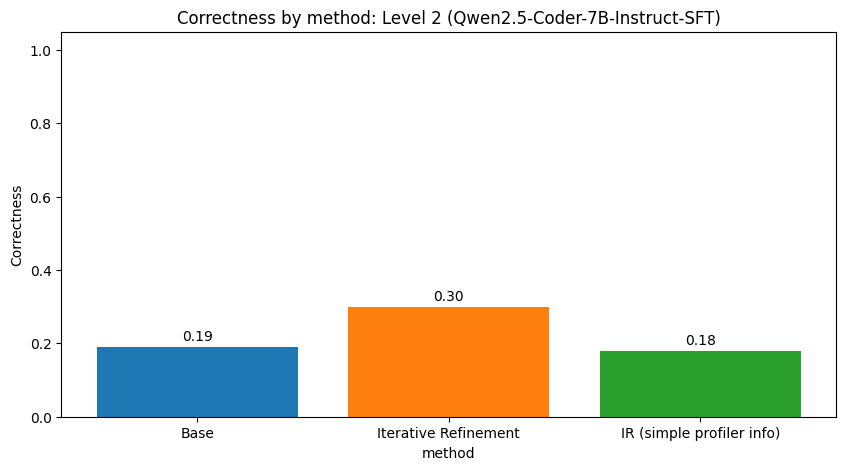 Correctness by method: Level 2 (Qwen2.5-Coder-7B-Instruct-SFT)
1.0
0.8
0.6
0.4
0.2
0.0
Correctness
0.19
0.30
0.18
Base
Iterative Refinement
IR (simple profiler info)
method